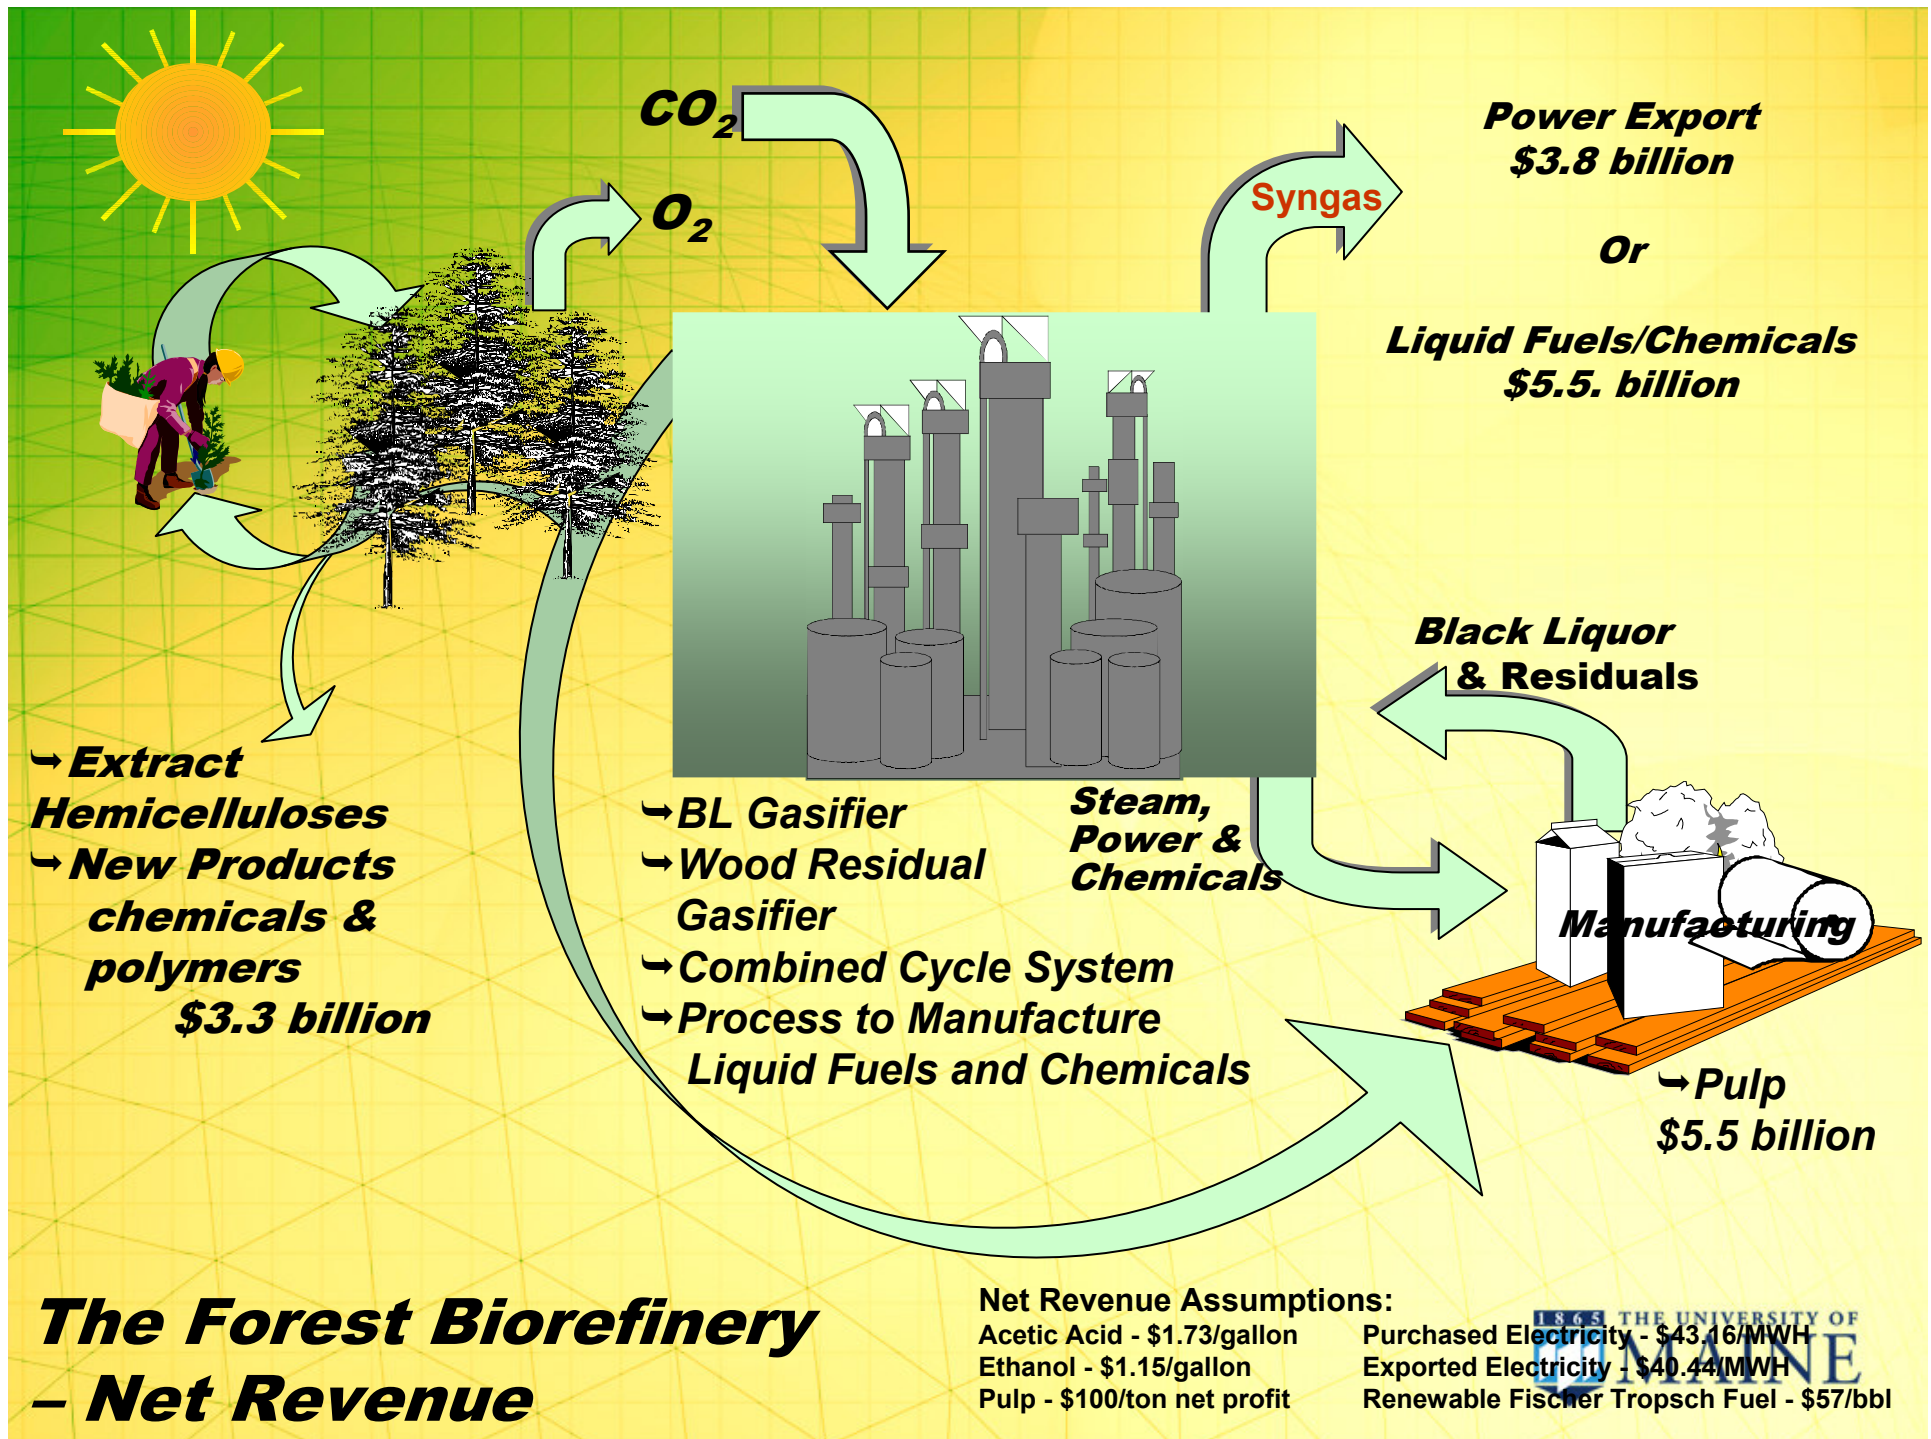 CO2
O2
Syngas
Power Export
$3.8 billion
Or
Liquid Fuels/Chemicals
$5.5. billion
Black Liquor
& Residuals
➥Extract
Hemicelluloses
➥New Products
chemicals &
polymers
$3.3 billion
➥BL Gasifier
➥Wood Residual
Gasifier
➥Combined Cycle System
➥Process to Manufacture
Liquid Fuels and Chemicals
Steam,
Power &
Chemicals
Manufacturing
➥Pulp
$5.5 billion
The Forest Biorefinery
– Net Revenue
Net Revenue Assumptions:
Acetic Acid - $1.73/gallon
Ethanol - $1.15/gallon
Pulp - $100/ton net profit
Purchased Electricity - $43.16/MWH
Exported Electricity - $40.44/MWH
Renewable Fischer Tropsch Fuel - $57/bbl
1865 THE UNIVERSITY OF
MAINE